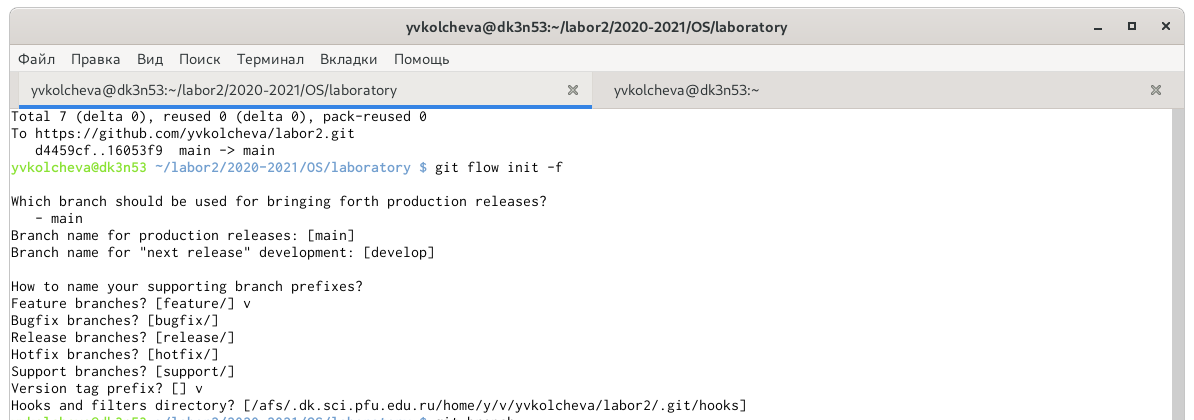 yvkolcheva@dk3n53:~/labor2/2020-2021/OS/laboratory
Файл Правка Вид Поиск Терминал Вкладки Помощь
yvkolcheva@dk3n53:~/labor2/2020-2021/OS/laboratory yvkolcheva@dk3n53:~
Total 7 (delta 0), reused 0 (delta 0), pack-reused 0
To https://github.com/yvkolcheva/labor2.git
   d4459cf..16053f9  main -> main
yvkolcheva@dk3n53 ~/labor2/2020-2021/OS/laboratory $ git flow init -f
Which branch should be used for bringing forth production releases?
   - main
Branch name for production releases: [main]
Branch name for "next release" development: [develop]
How to name your supporting branch prefixes?
Feature branches? [feature/] v
Bugfix branches? [bugfix/]
Release branches? [release/]
Hotfix branches? [hotfix/]
Support branches? [support/]
Version tag prefix? [] v
Hooks and filters directory? [/afs/.dk.sci.pfu.edu.ru/home/y/v/yvkolcheva/labor2/.git/hooks]